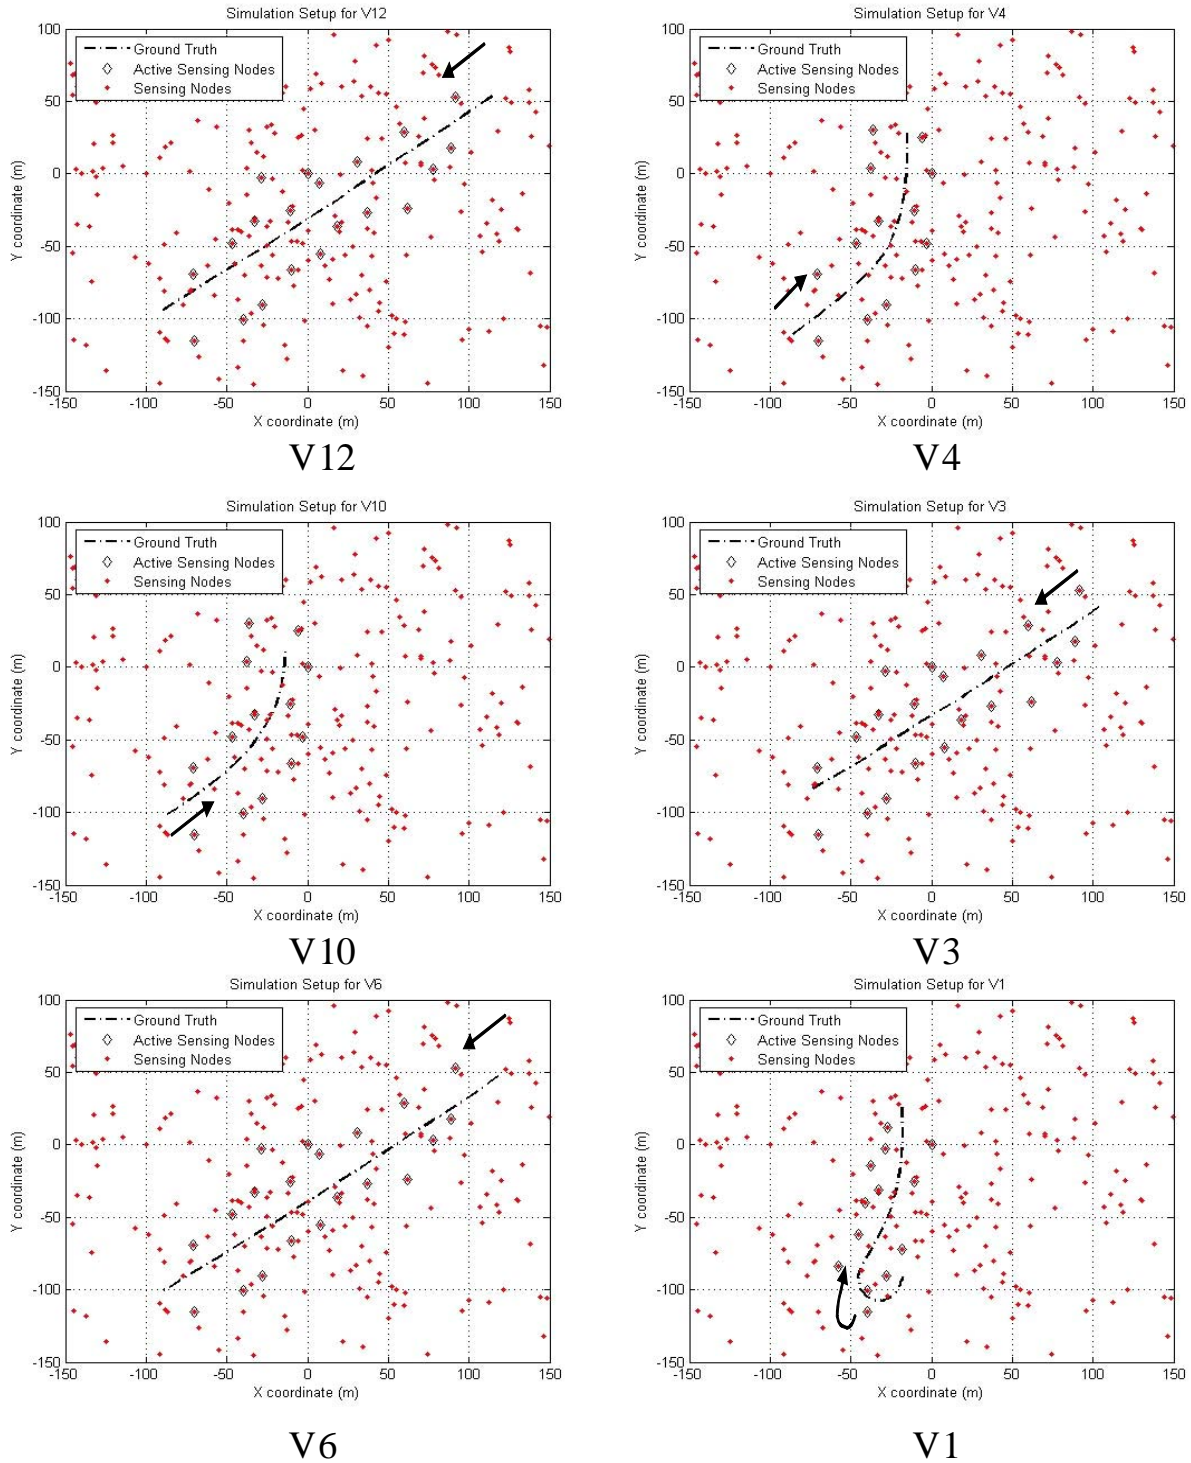 Simulation Setup for V12
Ground Truth
Active Sensing Nodes
Sensing Nodes
100
50
0
-50
-100
-150
Y coordinate (m)
-150 -100 -50 0 50 100 150
X coordinate (m)
V12
Simulation Setup for V4
Ground Truth
Active Sensing Nodes
Sensing Nodes
100
50
0
-50
-100
-150
Y coordinate (m)
-150 -100 -50 0 50 100 150
X coordinate (m)
V4
Simulation Setup for V10
Ground Truth
Active Sensing Nodes
Sensing Nodes
100
50
0
-50
-100
-150
Y coordinate (m)
-150 -100 -50 0 50 100 150
X coordinate (m)
V10
Simulation Setup for V3
Ground Truth
Active Sensing Nodes
Sensing Nodes
100
50
0
-50
-100
-150
Y coordinate (m)
-150 -100 -50 0 50 100 150
X coordinate (m)
V3
Simulation Setup for V6
Ground Truth
Active Sensing Nodes
Sensing Nodes
100
50
0
-50
-100
-150
Y coordinate (m)
-150 -100 -50 0 50 100 150
X coordinate (m)
V6
Simulation Setup for V1
Ground Truth
Active Sensing Nodes
Sensing Nodes
100
50
0
-50
-100
-150
Y coordinate (m)
-150 -100 -50 0 50 100 150
X coordinate (m)
V1